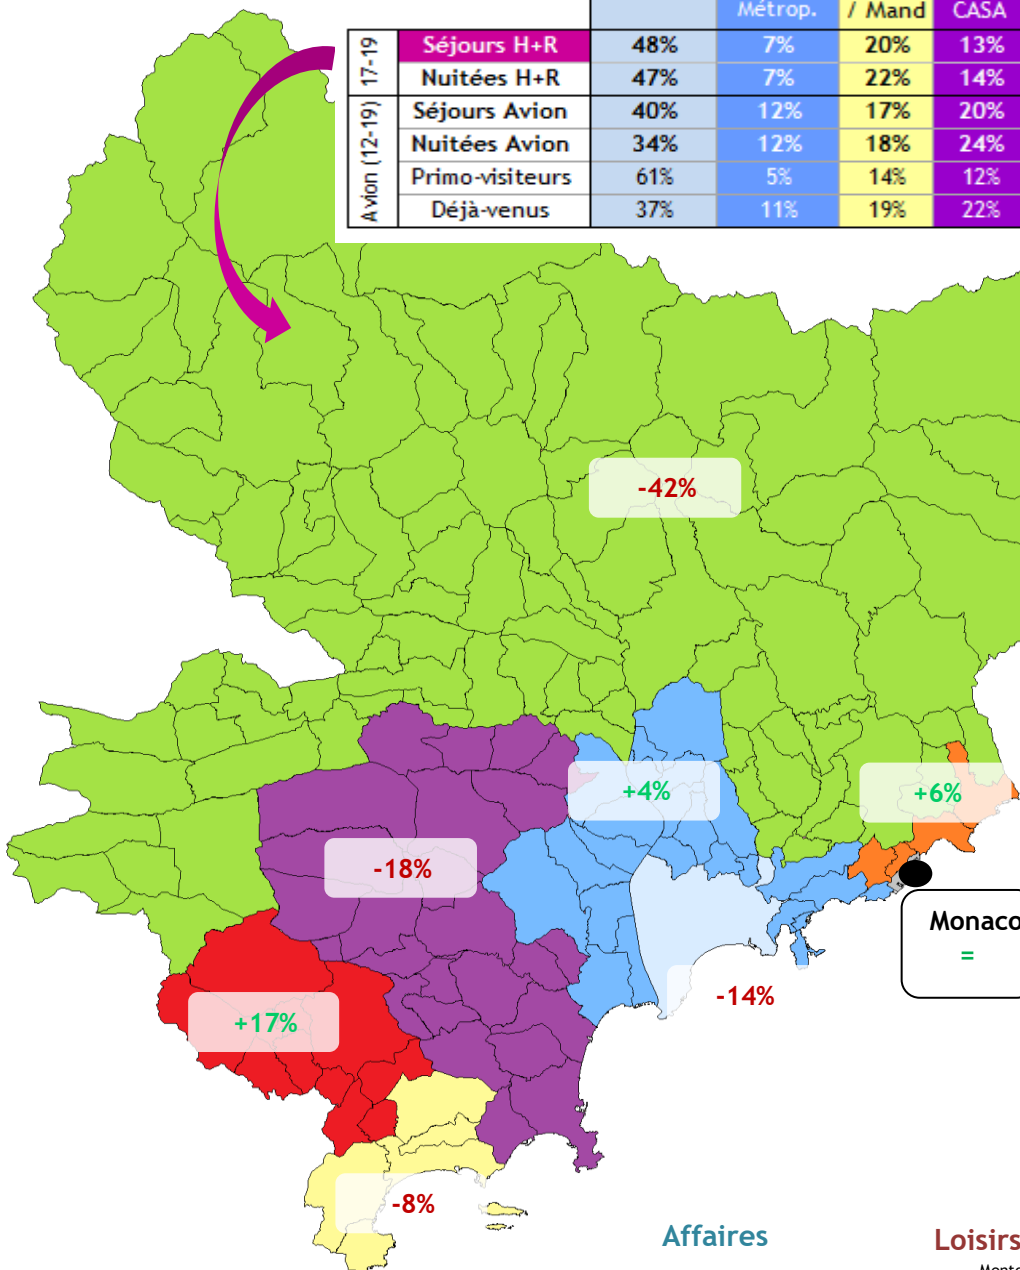 Métrop. / Mand CASA
17-19
Séjours H+R 48% 7% 20% 13%
Nuitées H+R 47% 7% 22% 14%
Avion (12-19)
Séjours Avion 40% 12% 17% 20%
Nuitées Avion 34% 12% 18% 24%
Primo-visiteurs 61% 5% 14% 12%
Déjà-venus 37% 11% 19% 22%
-42%
+4%
+6%
-18%
Monaco
=
-14%
+17%
-8%
Affaires
Loisirs